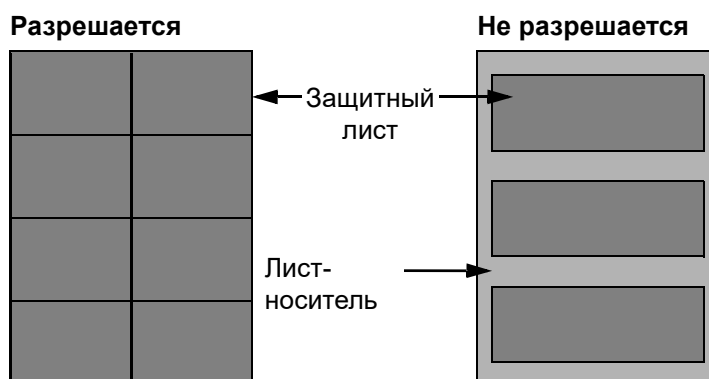 Разрешается
Не разрешается
Защитный
лист
Лист-
носитель